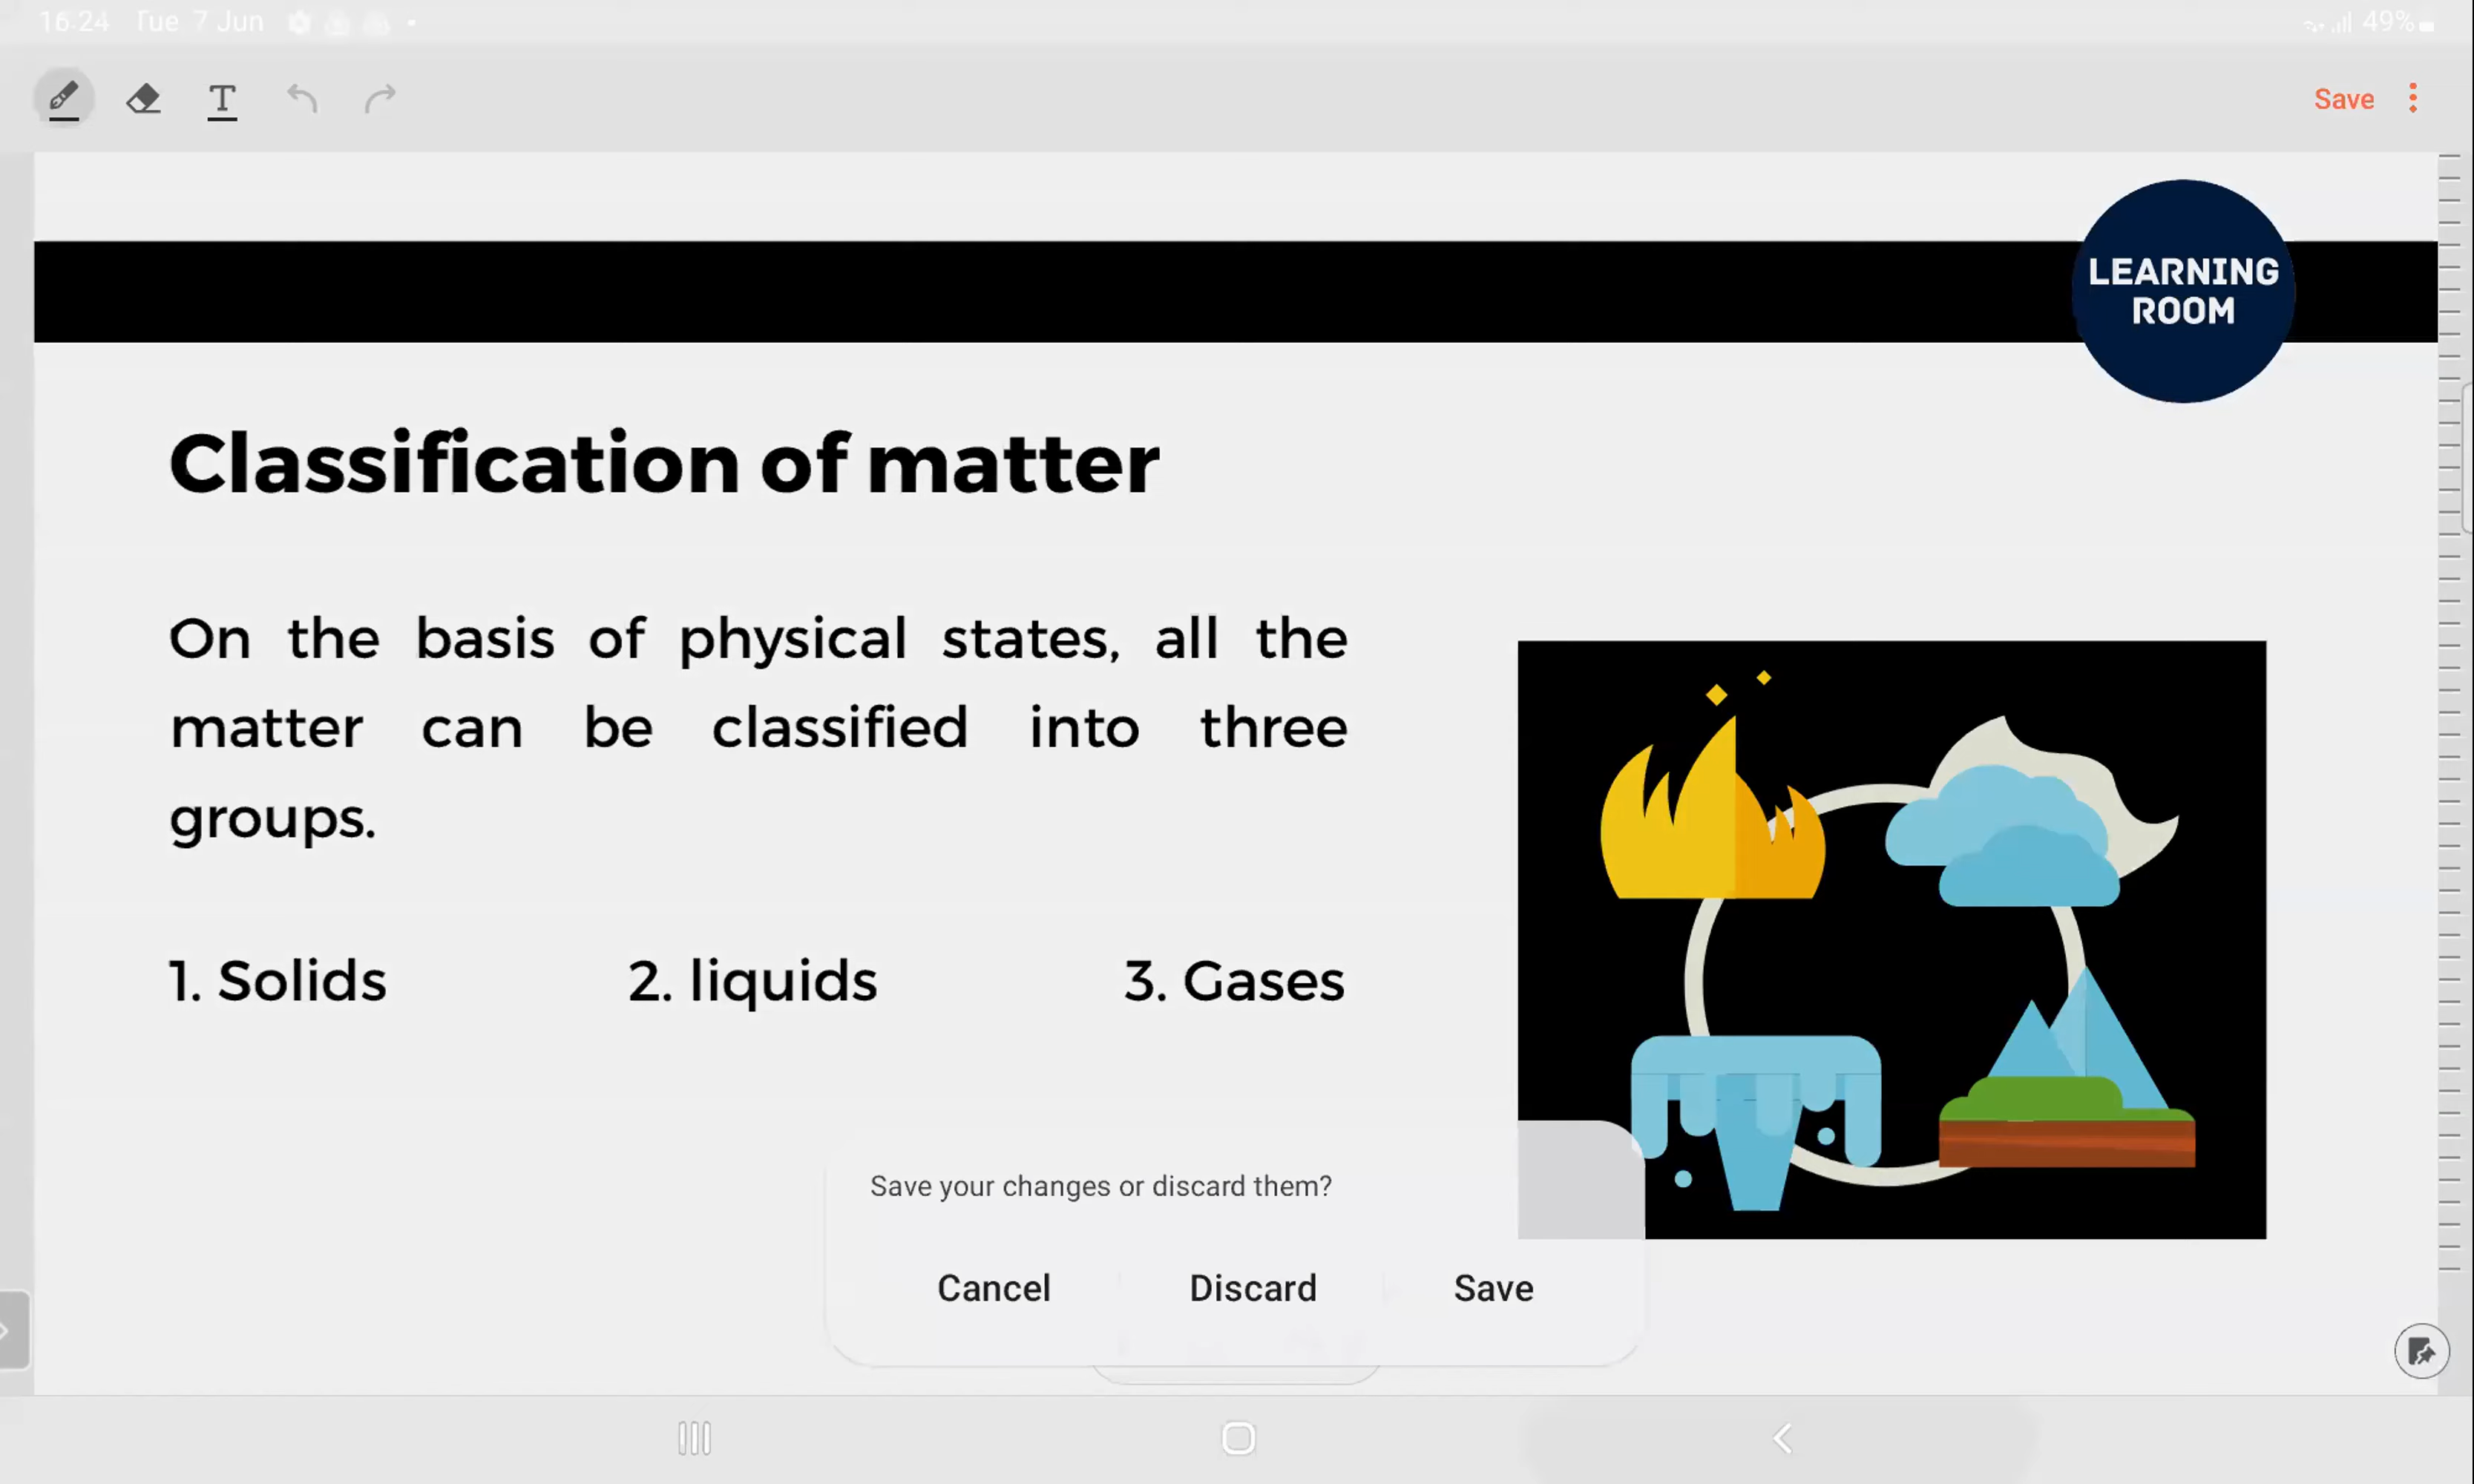 16:24 Tue 7 Jun
49%
T
Save
LEARNING
ROOM
Classification of matter
On the basis of physical states, all the
matter can be classified into three
groups.
1. Solids 2. liquids 3. Gases
Save your changes or discard them?
Cancel Discard Save